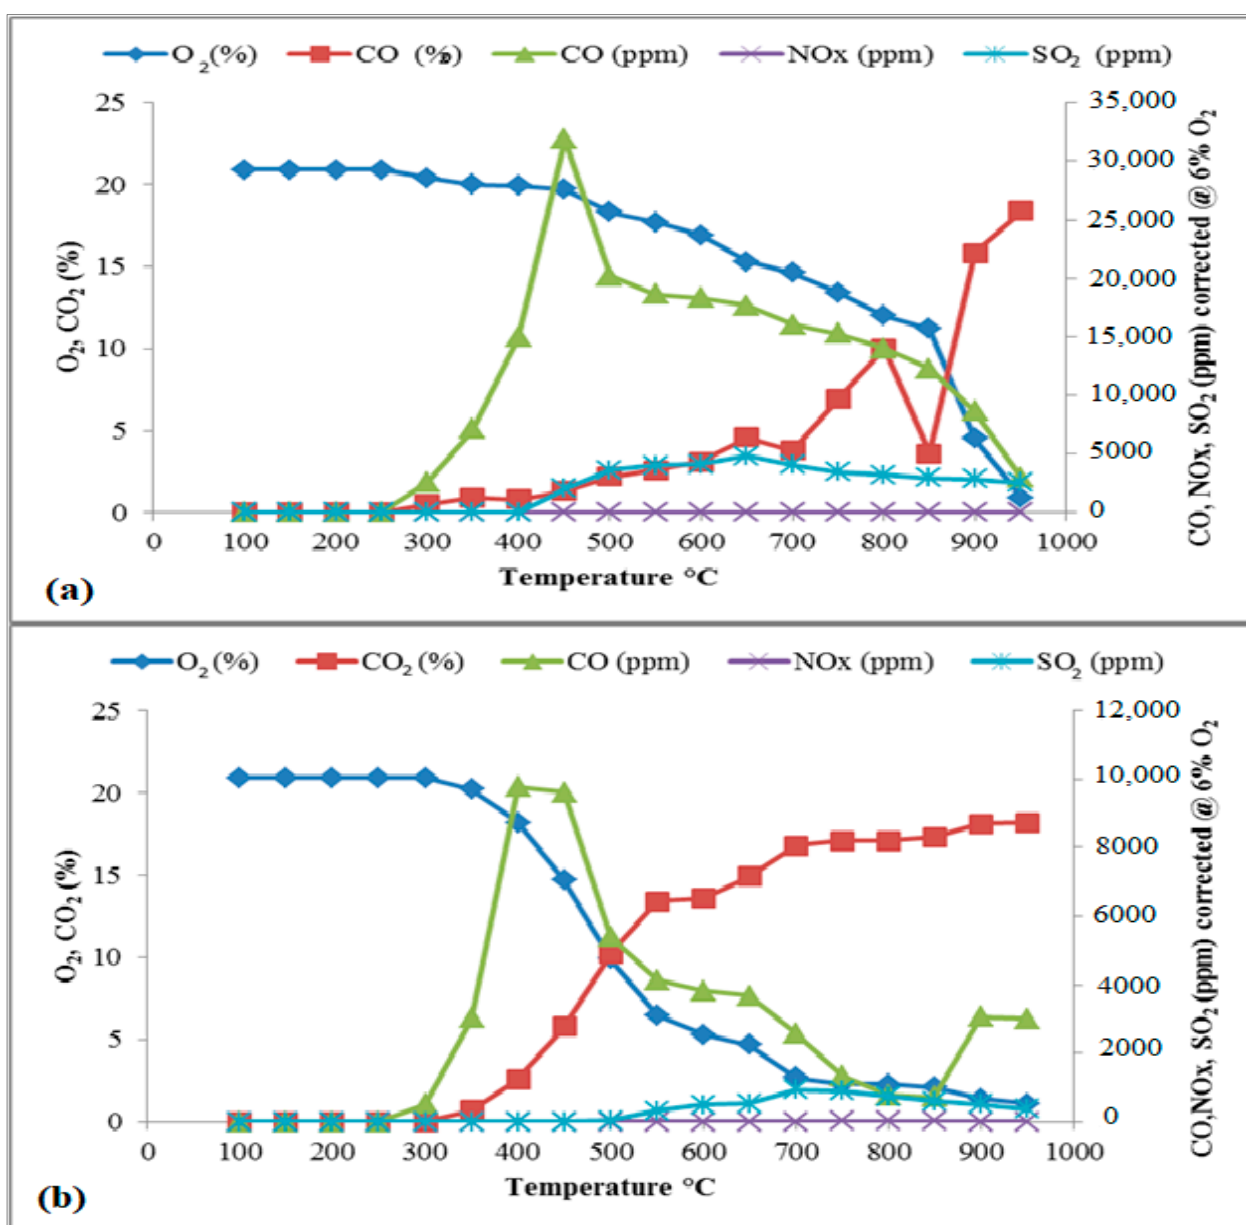 O₂(%) CO (%) CO (ppm) NOx (ppm) SO₂ (ppm)
25
20
15
10
5
0
O₂, CO₂ (%)
35,000
30,000
25,000
20,000
15,000
10,000
5000
0
CO, NOx, SO₂ (ppm) corrected @ 6% O₂
0 100 200 300 400 500 600 700 800 900 1000
Temperature °C
(a)
O₂(%) CO₂(%) CO (ppm) NOx (ppm) SO₂ (ppm)
25
20
15
10
5
0
O₂, CO₂ (%)
12,000
10,000
8000
6000
4000
2000
0
CO,NOx, SO₂ (ppm) corrected @ 6% O₂
0 100 200 300 400 500 600 700 800 900 1000
Temperature °C
(b)